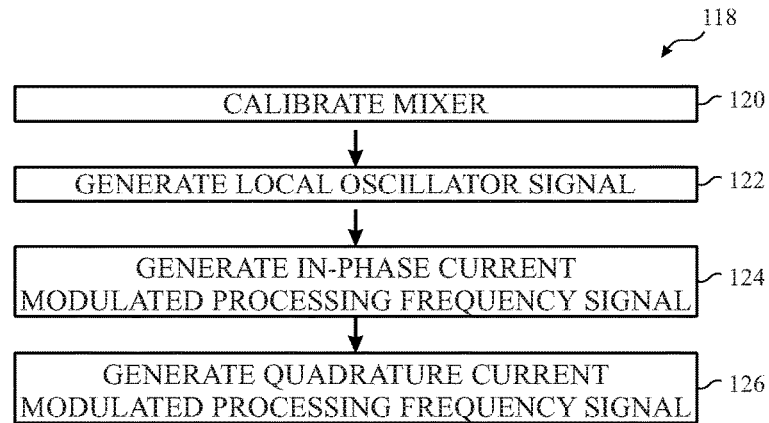 118
CALIBRATE MIXER
120
GENERATE LOCAL OSCILLATOR SIGNAL
122
GENERATE IN-PHASE CURRENT
MODULATED PROCESSING FREQUENCY SIGNAL
124
GENERATE QUADRATURE CURRENT
MODULATED PROCESSING FREQUENCY SIGNAL
126